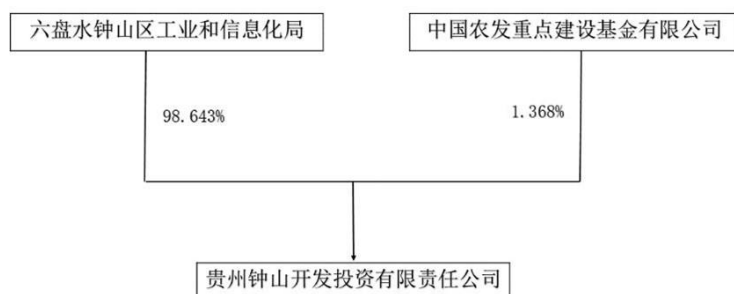 六盘水钟山区工业和信息化局
中国农发重点建设基金有限公司
98.643%
1.368%
贵州钟山开发投资有限责任公司